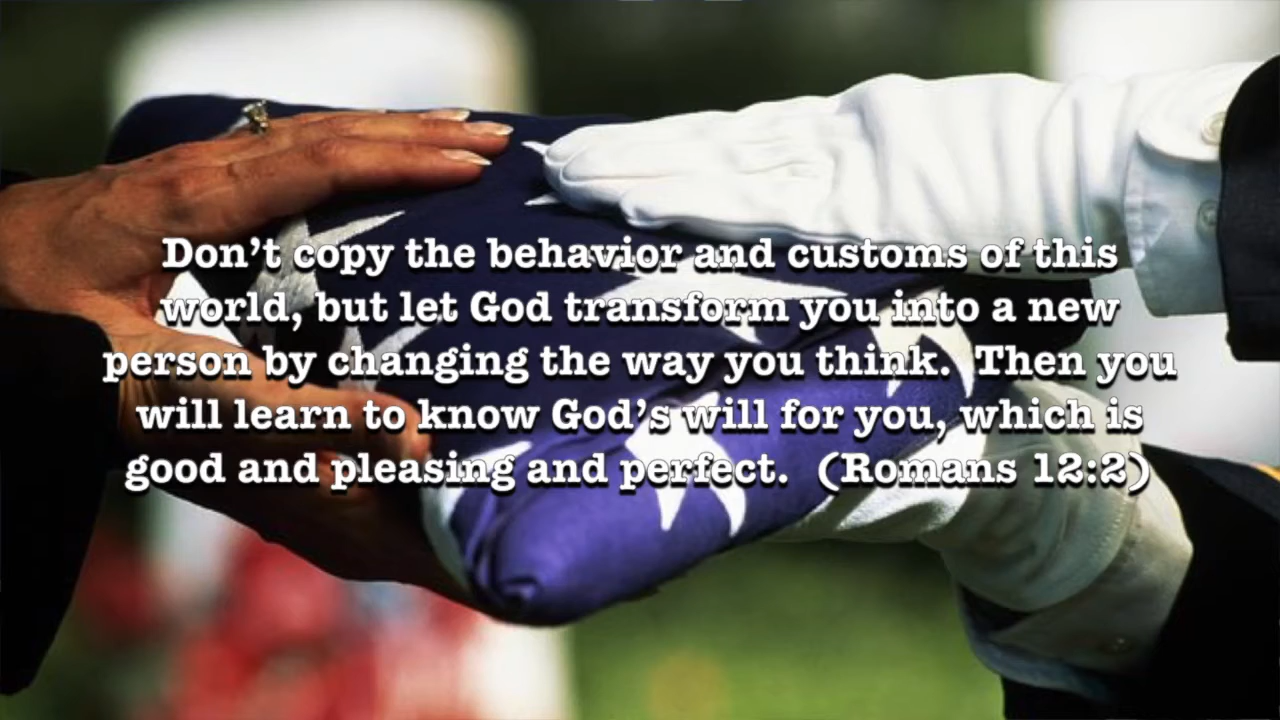 Don’t copy the behavior and customs of this
world, but let God transform you into a new
person by changing the way you think.  Then you
will learn to know God’s will for you, which is
good and pleasing and perfect.  (Romans 12:2)